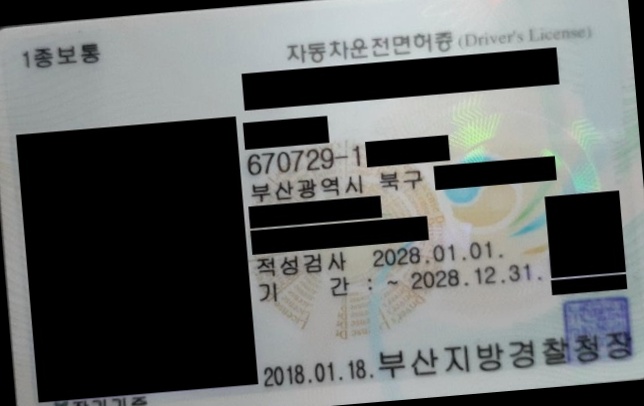 1종보통
자동차운전면허증 (Driver's License)
670729-1
부산광역시 북구
적성검사 2028.01.01.
기 간 : ~ 2028.12.31.
2018.01.18. 부산지방경찰청장